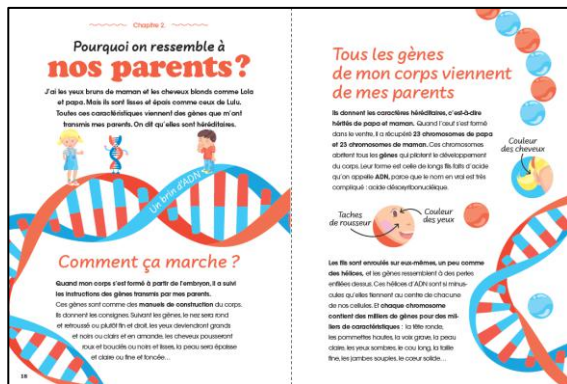 Chapitre 2
Pourquoi on ressemble à
nos parents?
J'ai les yeux bruns de maman et les cheveux blonds comme Lola
et papa. Mais ils sont lisses et épais comme ceux de Lulu.
Toutes ces caractéristiques viennent des gènes que m'ont
transmis mes parents. On dit qu'elles sont héréditaires.
Un brin d'ADN
Comment ça marche ?
Quand mon corps s'est formé à partir de l'embryon, il a suivi
les instructions des gènes transmis par mes parents.
Ces gènes sont comme des manuels de construction du corps.
Ils donnent les consignes. Suivant les gènes, le nez sera rond
et retroussé ou plutôt fin et droit, les yeux deviendront grands
et noirs ou clairs et en amande, les cheveux pousseront
roux et bouclés ou noirs et lisses, la peau sera épaisse
et claire ou fine et foncée...
Tous les gènes
de mon corps viennent
de mes parents
Ils donnent les caractères héréditaires, c'est-à-dire
hérités de papa et maman. Quand l'œuf s'est formé
dans le ventre, il a récupéré 23 chromosomes de papa
et 23 chromosomes de maman. Ces chromosomes
abritent tous les gènes qui pilotent le développement
du corps. Leur forme est celle de longs fils faits d'acide
qu'on appelle ADN, parce que le nom en vrai est très
compliqué : acide désoxyribonucléique.
Couleur
des cheveux
Taches
de rousseur
Couleur
des yeux
Les fils sont enroulés sur eux-mêmes, un peu comme
des hélices, et les gènes ressemblent à des perles
enfilées dessus. Ces hélices d'ADN sont si minus-
cules qu'elles tiennent au centre de chacune
de nos cellules. Et chaque chromosome
contient des milliers de gènes pour des mil-
liers de caractéristiques : la tête ronde,
les pommettes hautes, la voix grave, la peau
claire, les yeux sombres, le cou long, la taille
fine, les jambes souples, le cœur solide...